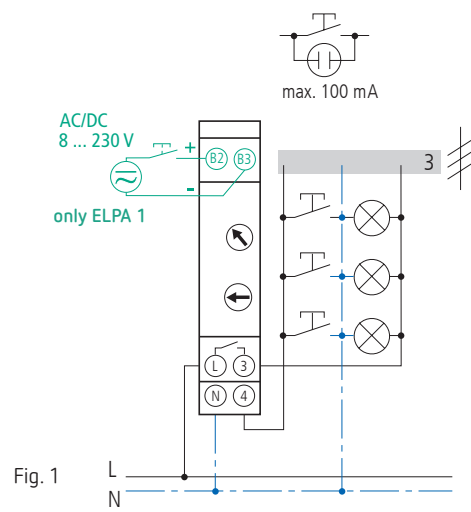 max. 100 mA
AC/DC
8 ... 230 V
+
B2
B3
3
-
only ELPA 1
L
3
N
4
Fig. 1
L
N